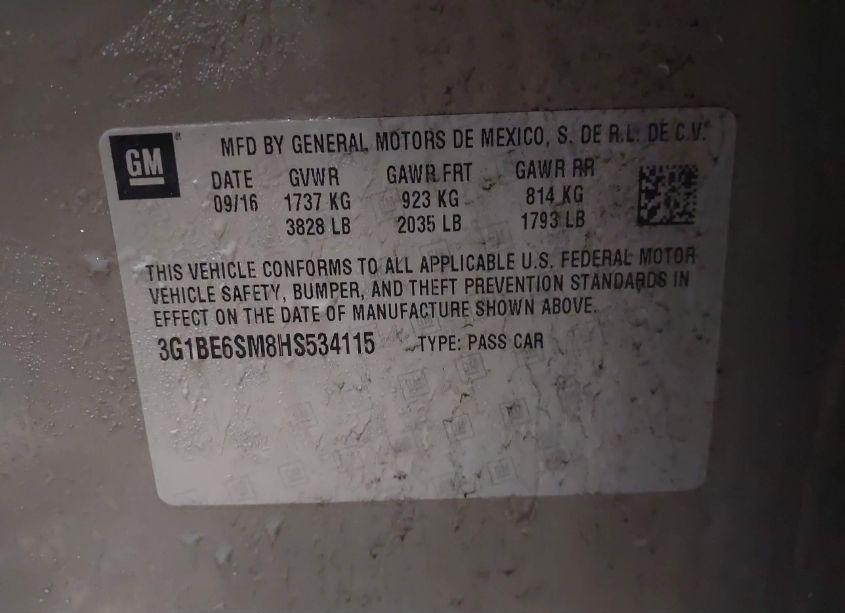 GM
MFD BY GENERAL MOTORS DE MEXICO, S. DE R.L. DE C.V.
DATE GVWR GAWR FRT GAWR RR
09/16 1737 KG 923 KG 814 KG
3828 LB 2035 LB 1793 LB
THIS VEHICLE CONFORMS TO ALL APPLICABLE U.S. FEDERAL MOTOR
VEHICLE SAFETY, BUMPER, AND THEFT PREVENTION STANDARDS IN
EFFECT ON THE DATE OF MANUFACTURE SHOWN ABOVE.
3G1BE6SM8HS534115 TYPE: PASS CAR